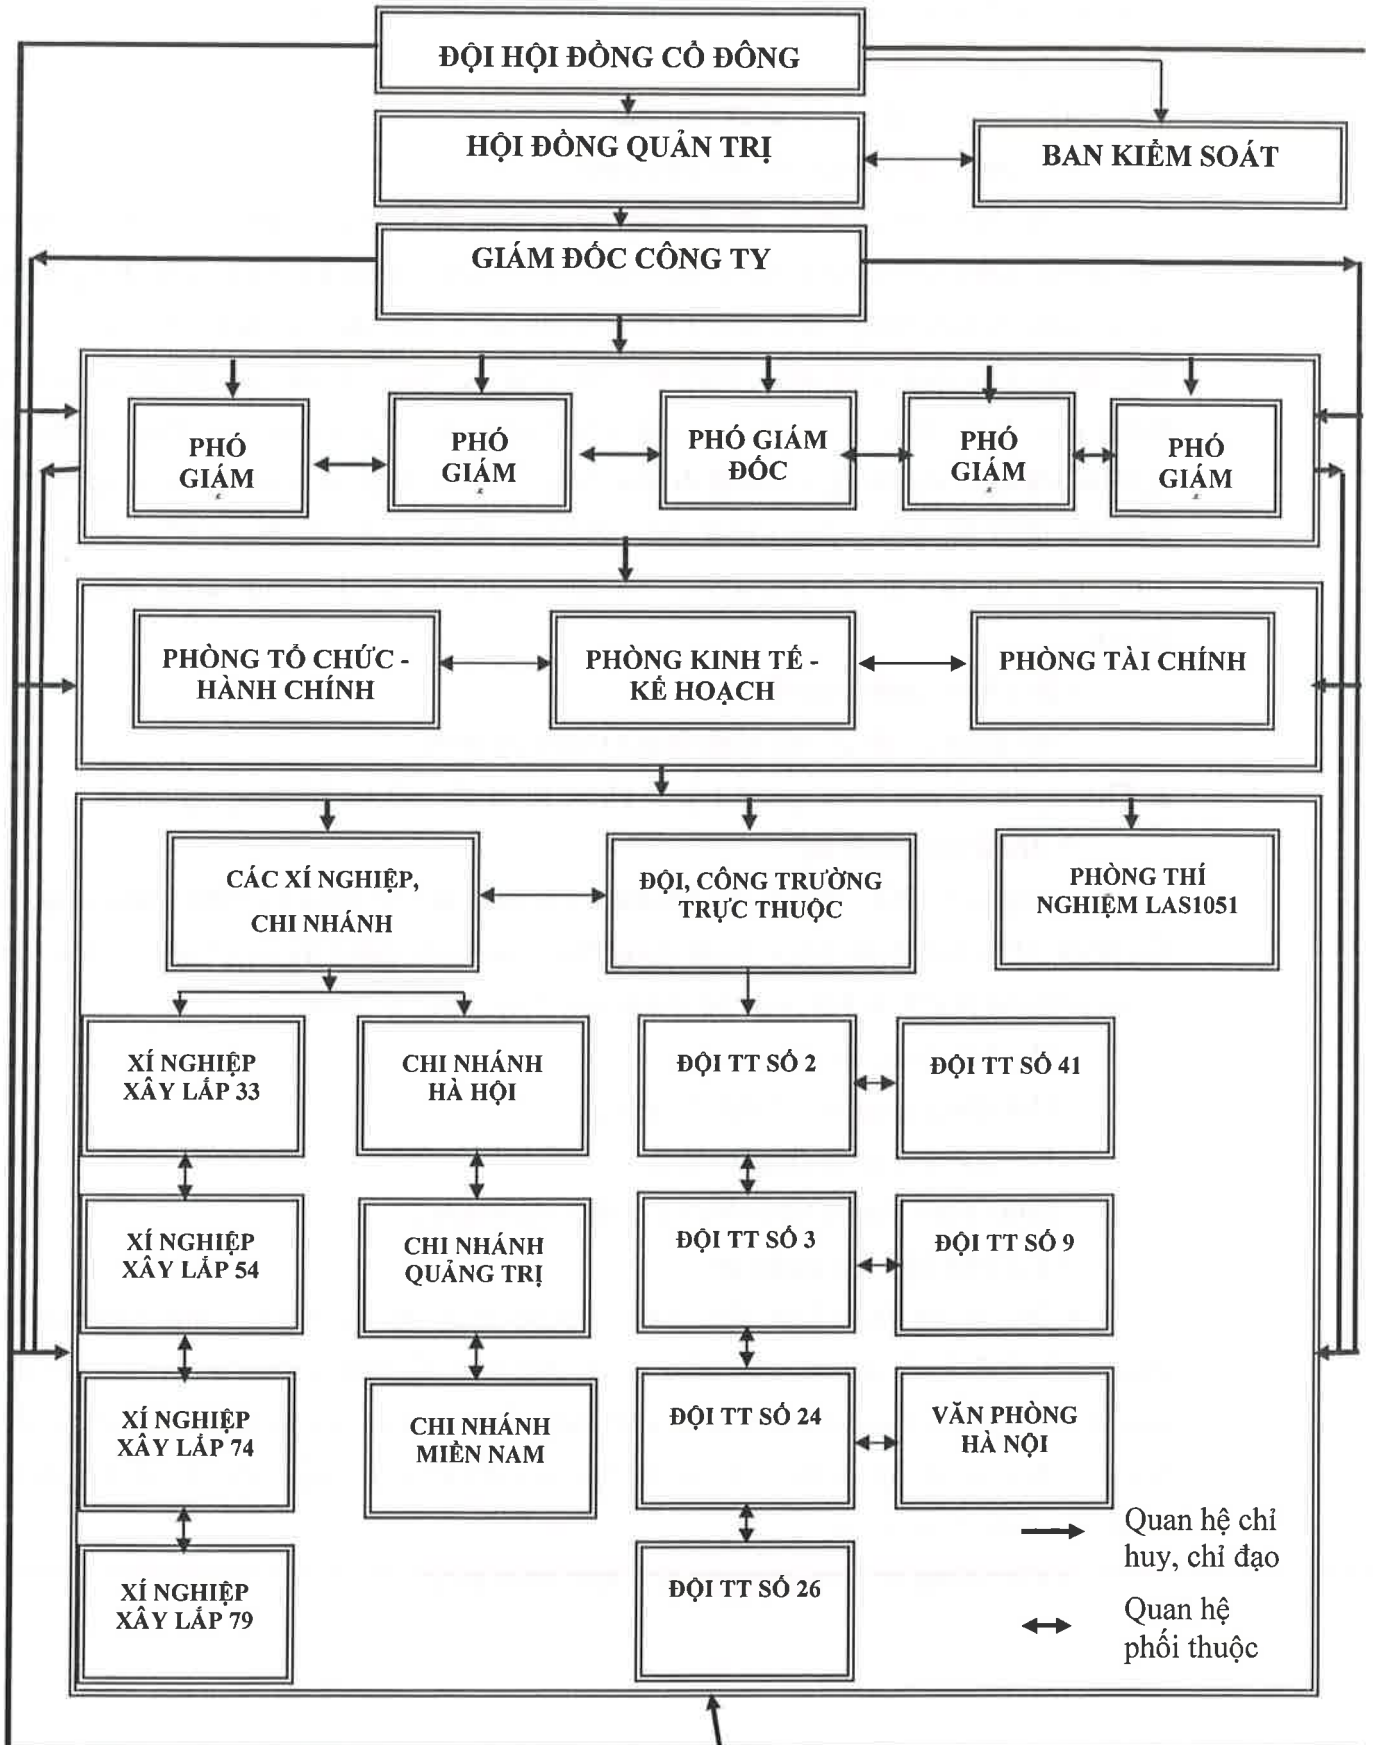 ĐỘI HỘI ĐỒNG CỔ ĐÔNG
HỘI ĐỒNG QUẢN TRỊ
BAN KIỂM SOÁT
GIÁM ĐỐC CÔNG TY
PHÓ
GIÁM
PHÓ
GIÁM
PHÓ GIÁM
ĐỐC
PHÓ
GIÁM
PHÓ
GIÁM
PHÒNG TỔ CHỨC -
HÀNH CHÍNH
PHÒNG KINH TẾ -
KẾ HOẠCH
PHÒNG TÀI CHÍNH
CÁC XÍ NGHIỆP,
CHI NHÁNH
ĐỘI, CÔNG TRƯỜNG
TRỰC THUỘC
PHÒNG THÍ
NGHIỆM LAS1051
XÍ NGHIỆP
XÂY LẮP 33
CHI NHÁNH
HÀ HỘI
ĐỘI TT SỐ 2
ĐỘI TT SỐ 41
XÍ NGHIỆP
XÂY LẮP 54
CHI NHÁNH
QUẢNG TRỊ
ĐỘI TT SỐ 3
ĐỘI TT SỐ 9
XÍ NGHIỆP
XÂY LẮP 74
CHI NHÁNH
MIỀN NAM
ĐỘI TT SỐ 24
VĂN PHÒNG
HÀ NỘI
XÍ NGHIỆP
XÂY LẮP 79
ĐỘI TT SỐ 26
Quan hệ chỉ
huy, chỉ đạo
Quan hệ
phối thuộc